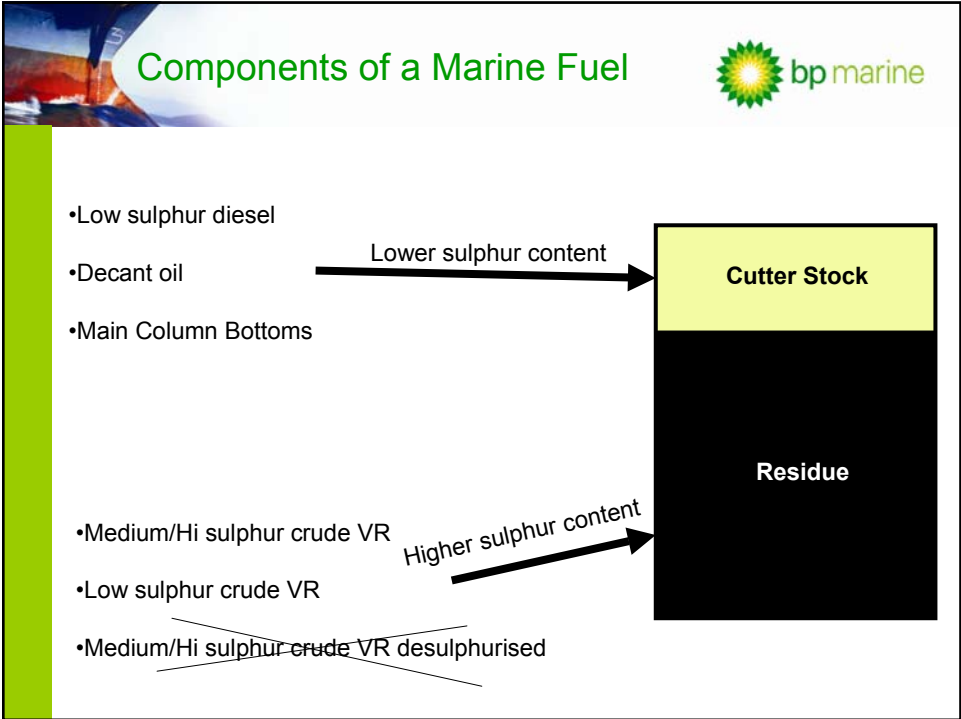 Components of a Marine Fuel
bp marine
•Low sulphur diesel
•Decant oil
•Main Column Bottoms
Lower sulphur content
Cutter Stock
Residue
•Medium/Hi sulphur crude VR
•Low sulphur crude VR
•Medium/Hi sulphur crude VR desulphurised
Higher sulphur content